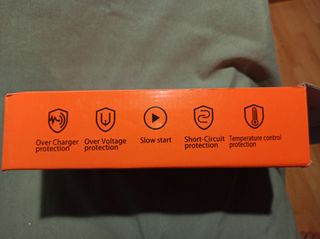 Over Charger
protection
Over Voltage
protection
Slow start
Short-Circuit
protection
Temperature control
protection